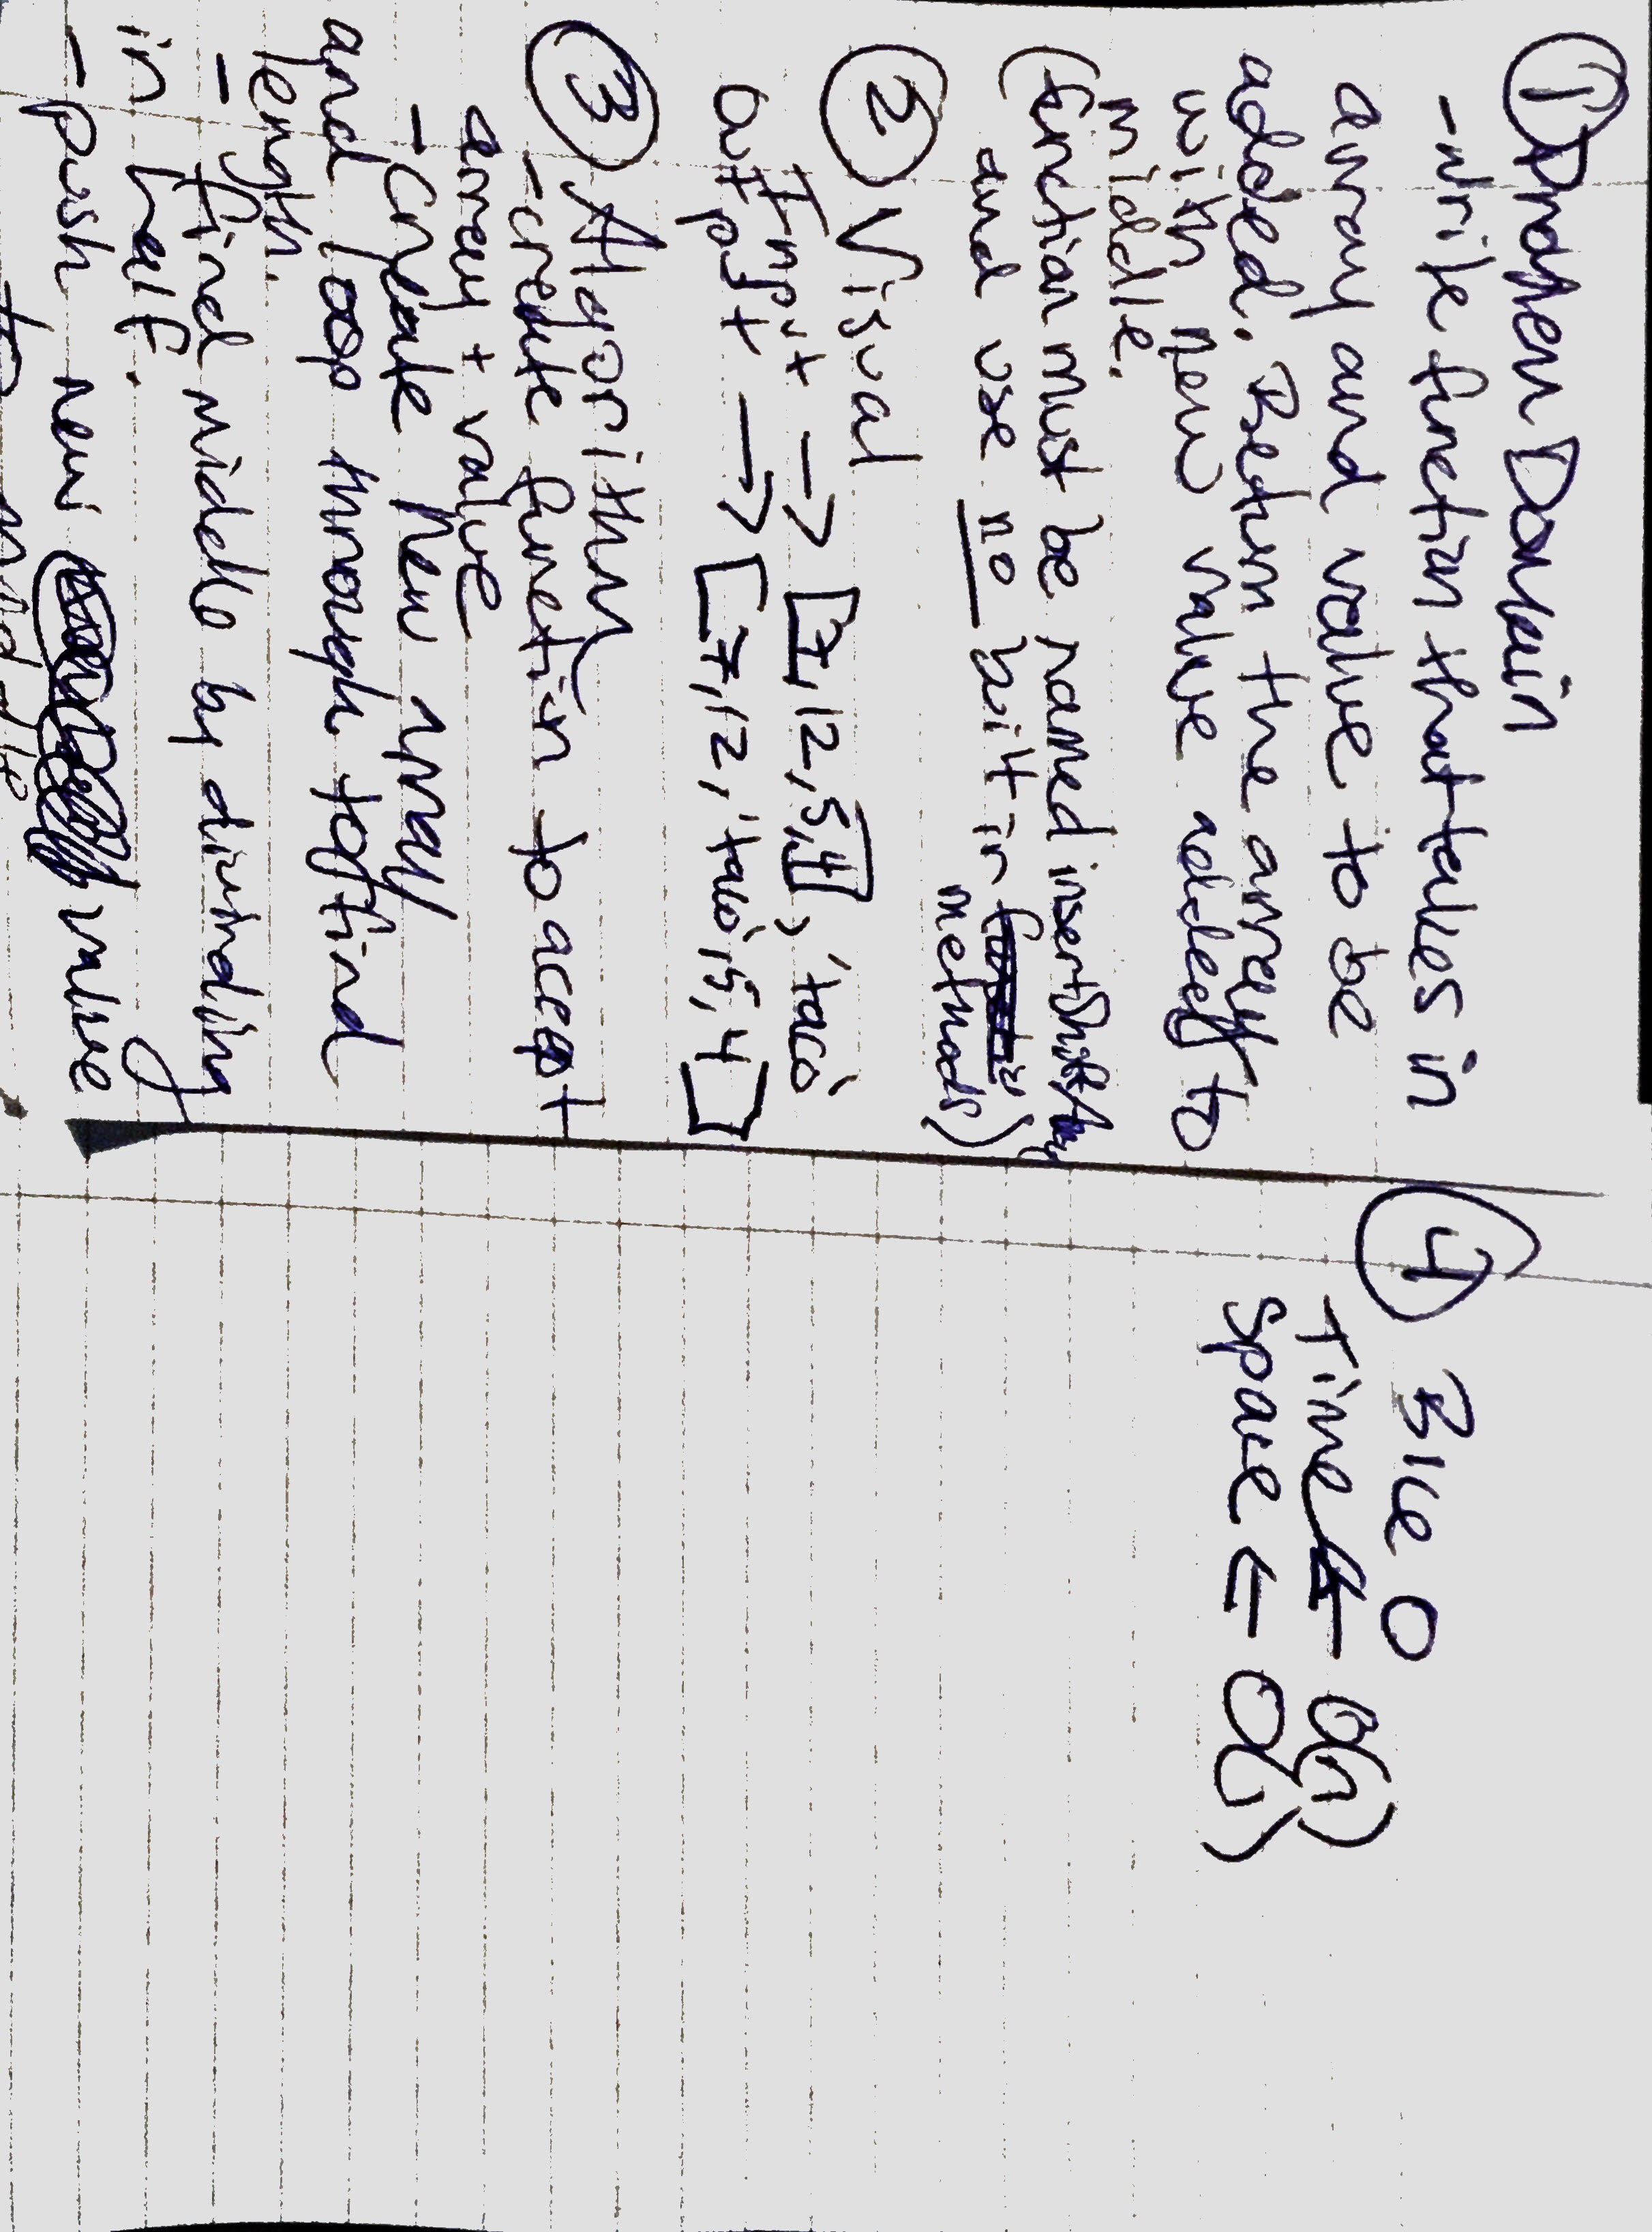 ① Problem Domain
- write function that takes in
array and value to be
added. Return the array
with new value added to
middle.
(function must be named insertShiftArray
and use no built in
methods)
② Visual
Input → [7,12,5,4], 'taco'
output → [7,12,'taco',5,4]
③ Algorithm
- create function to accept
array + value
- Create new array
and loop through to find
length.
- find middle by dividing
in half.
- push new value
to middle
④ BIG O
Time ← O(n)
Space ← O( )